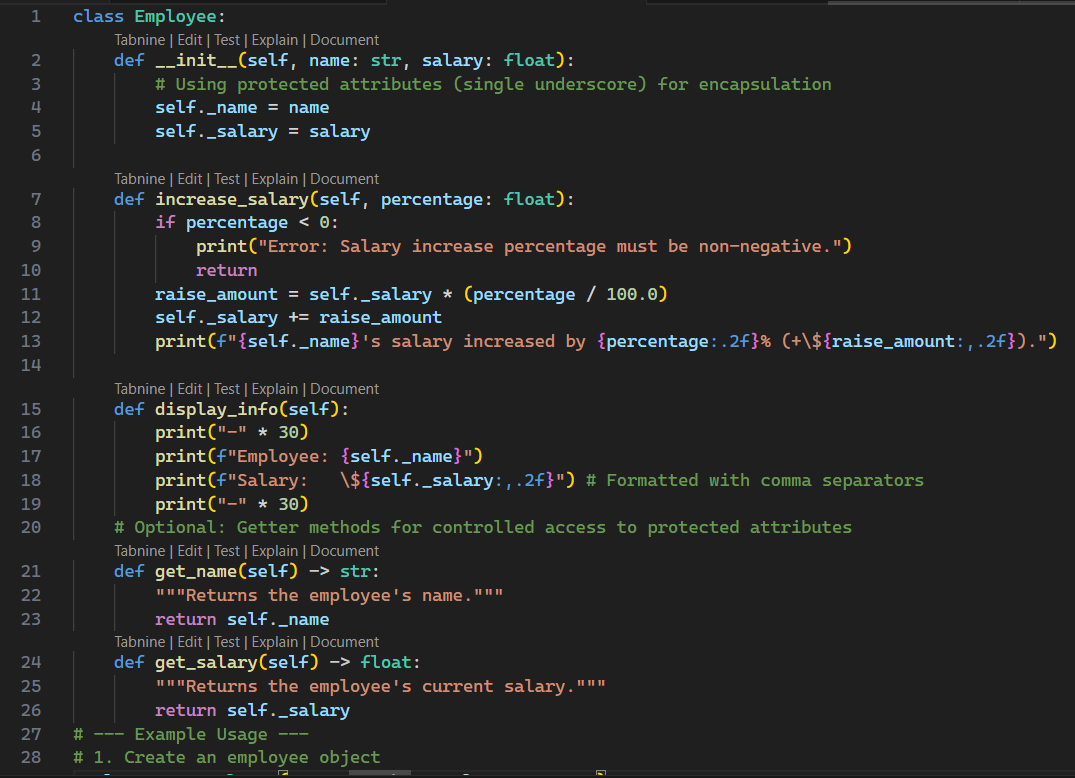 1 class Employee:
Tabnine | Edit | Test | Explain | Document
2 def __init__(self, name: str, salary: float):
3 # Using protected attributes (single underscore) for encapsulation
4 self._name = name
5 self._salary = salary
6
Tabnine | Edit | Test | Explain | Document
7 def increase_salary(self, percentage: float):
8 if percentage < 0:
9 print("Error: Salary increase percentage must be non-negative.")
10 return
11 raise_amount = self._salary * (percentage / 100.0)
12 self._salary += raise_amount
13 print(f"{self._name}'s salary increased by {percentage:.2f}% (+\${raise_amount:,.2f}).")
14
Tabnine | Edit | Test | Explain | Document
15 def display_info(self):
16 print("-" * 30)
17 print(f"Employee: {self._name}")
18 print(f"Salary:   \${self._salary:,.2f}") # Formatted with comma separators
19 print("-" * 30)
20 # Optional: Getter methods for controlled access to protected attributes
Tabnine | Edit | Test | Explain | Document
21 def get_name(self) -> str:
22 """Returns the employee's name."""
23 return self._name
Tabnine | Edit | Test | Explain | Document
24 def get_salary(self) -> float:
25 """Returns the employee's current salary."""
26 return self._salary
27 # --- Example Usage ---
28 # 1. Create an employee object